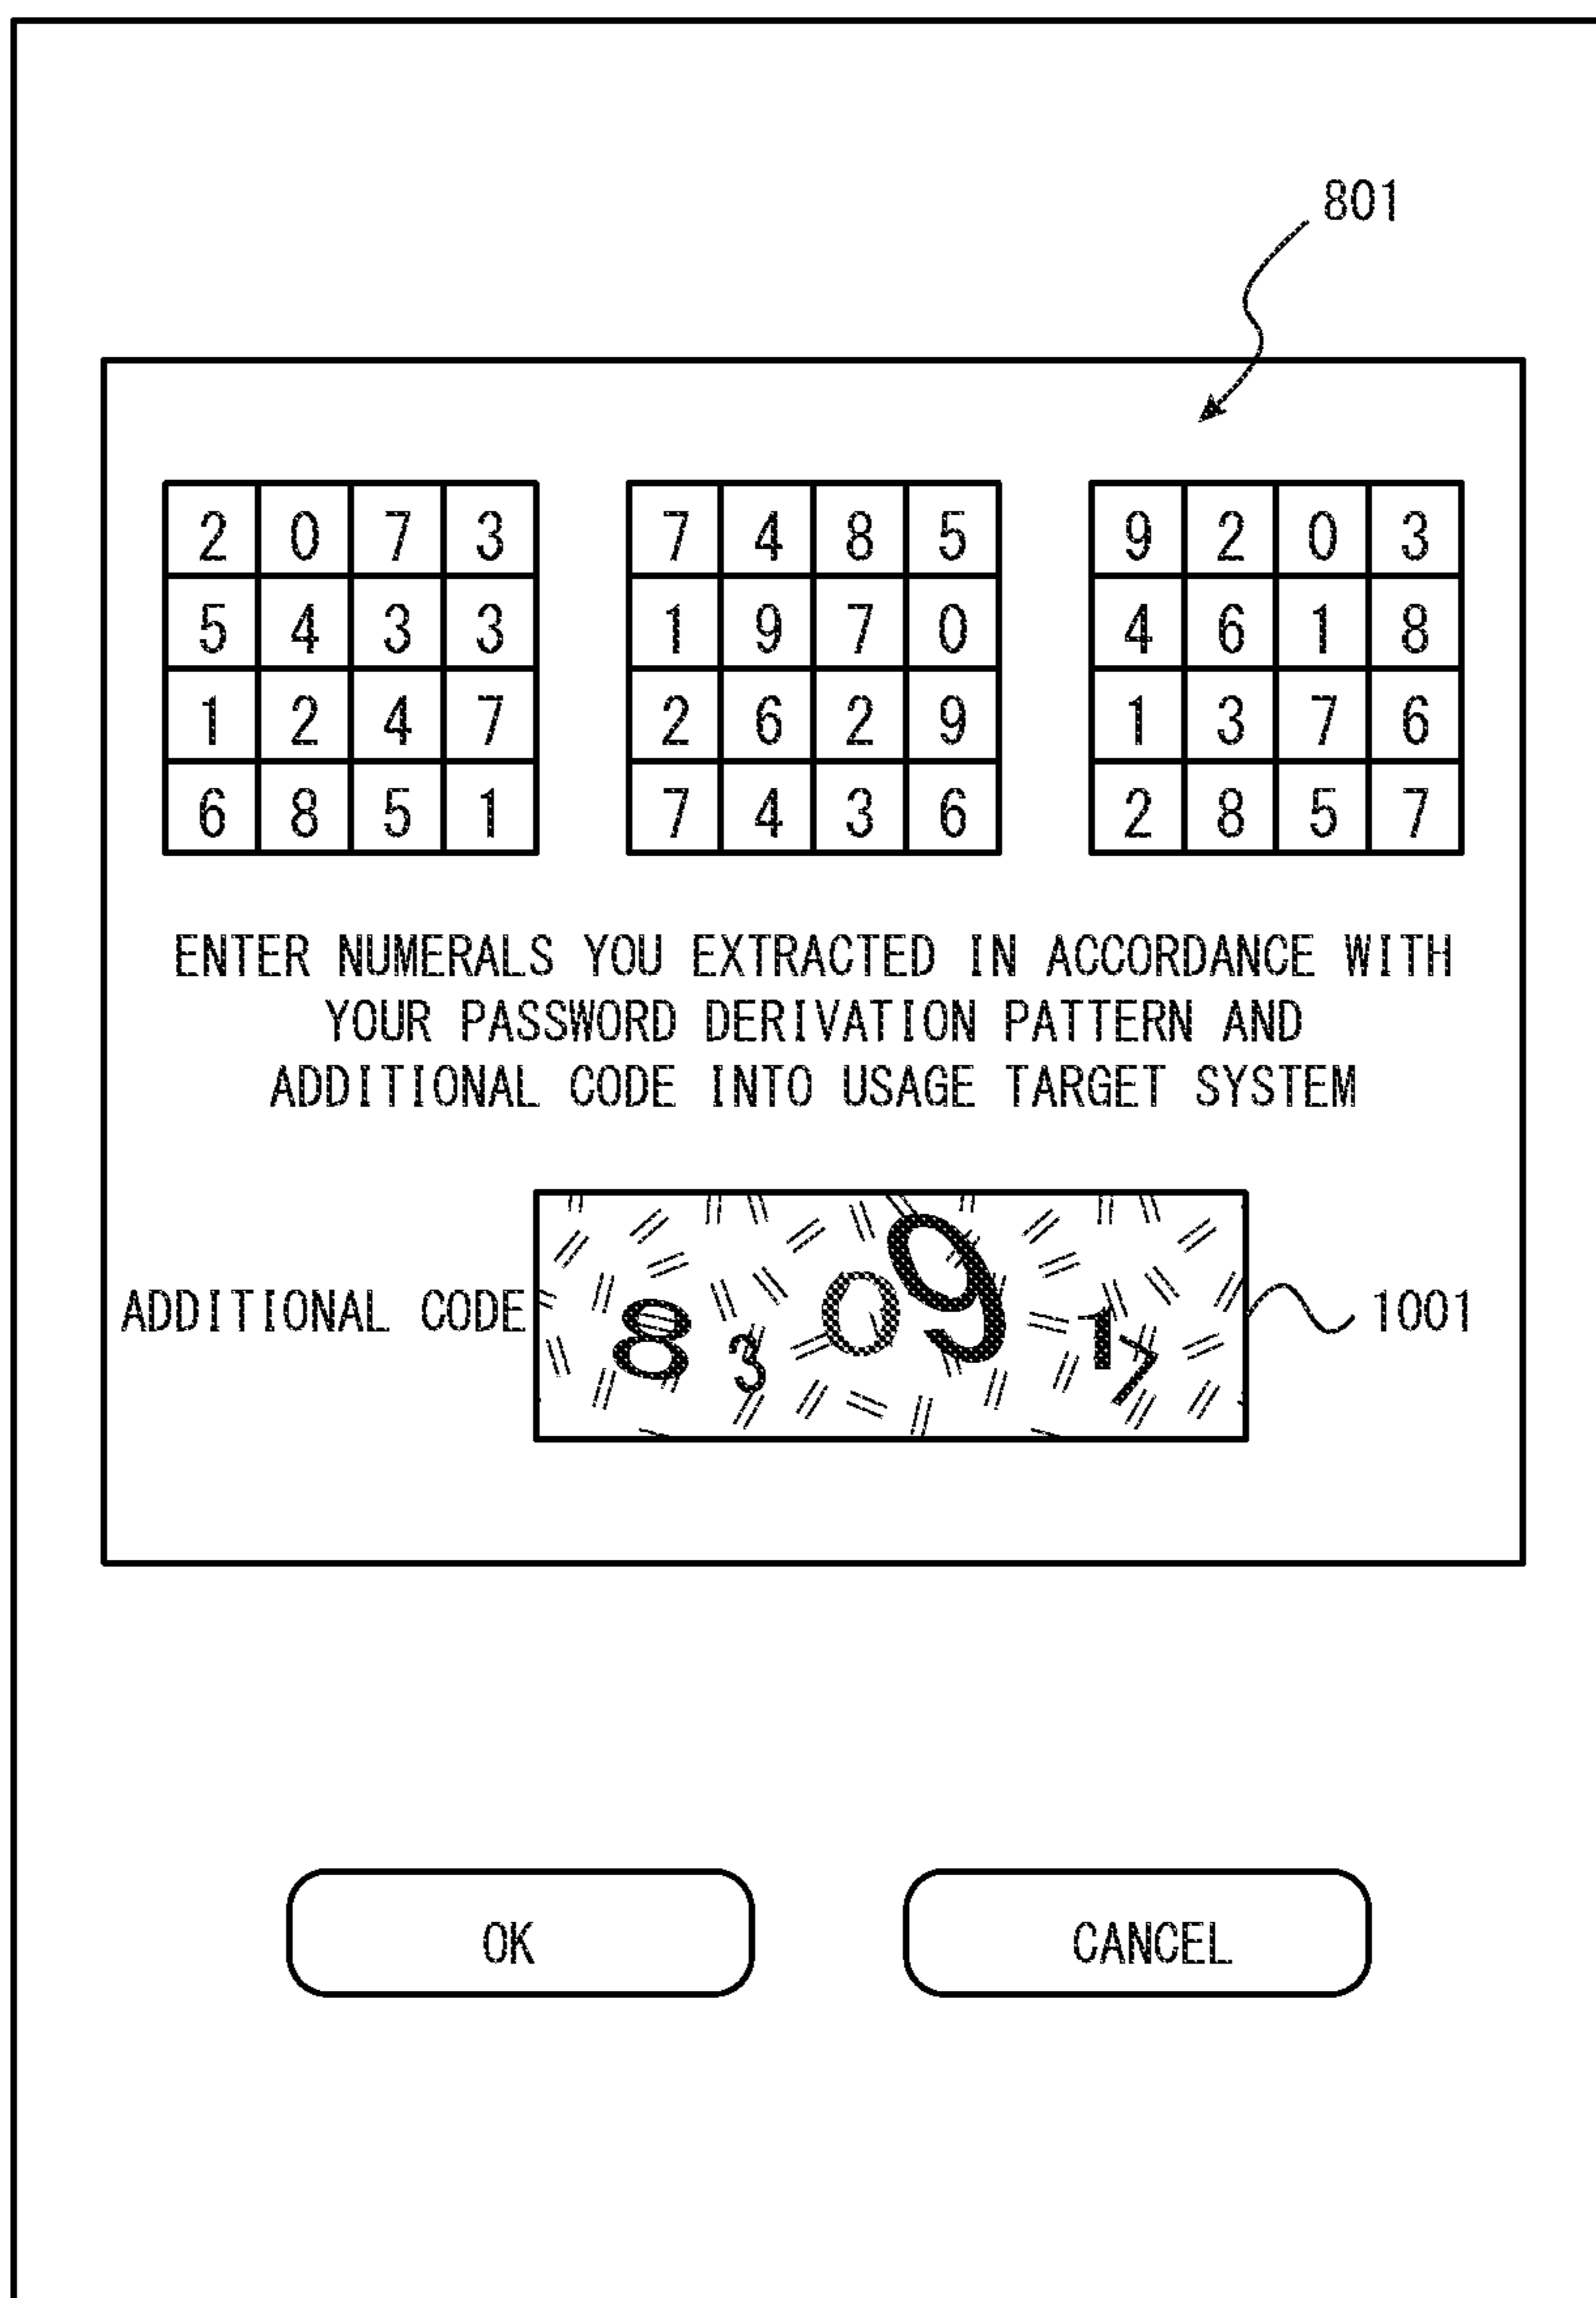 801
2 0 7 3 7 4 8 5 9 2 0 3
5 4 3 3 1 9 7 0 4 6 1 8
1 2 4 7 2 6 2 9 1 3 7 6
6 8 5 1 7 4 3 6 2 8 5 7
ENTER NUMERALS YOU EXTRACTED IN ACCORDANCE WITH
YOUR PASSWORD DERIVATION PATTERN AND
ADDITIONAL CODE INTO USAGE TARGET SYSTEM
ADDITIONAL CODE 8 3 0 9 1 7 1001
OK CANCEL